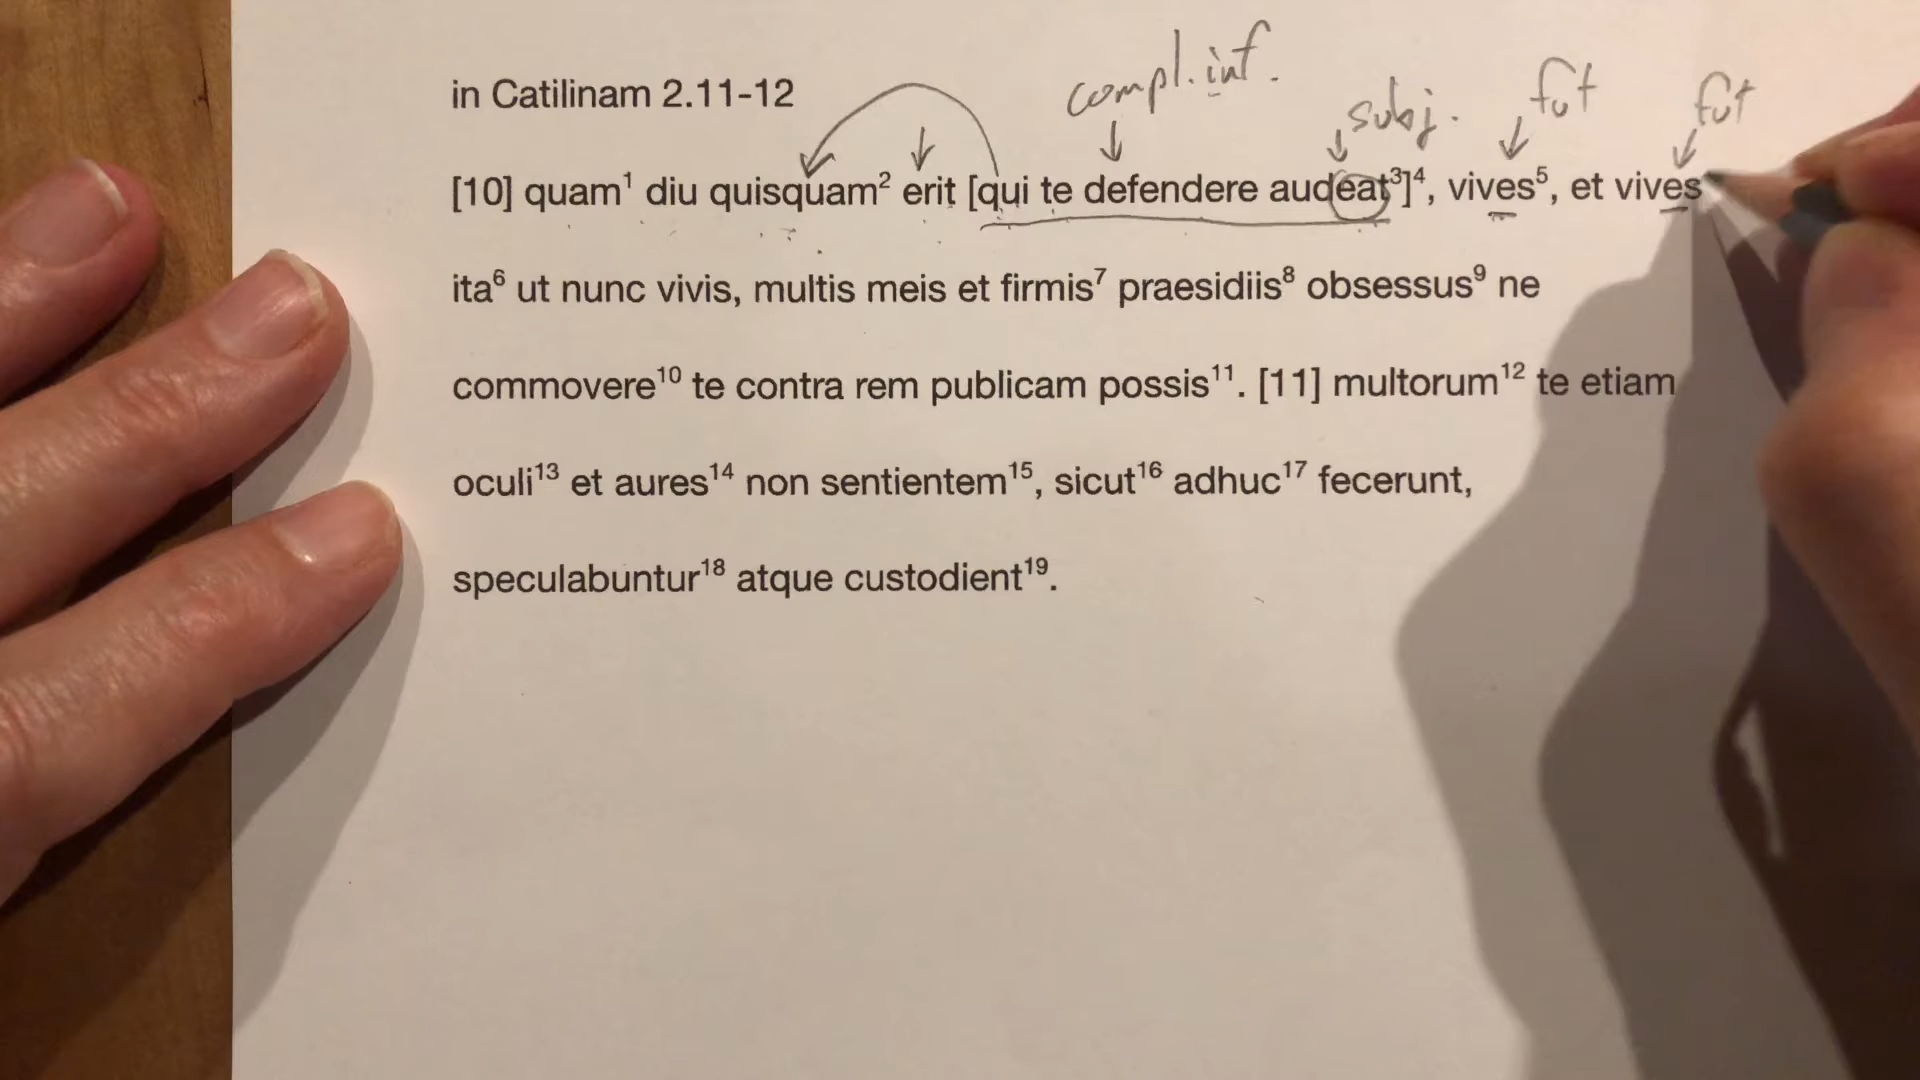 compl. inf.
subj.
fut
fut
in Catilinam 2.11-12
[10] quam¹ diu quisquam² erit [qui te defendere audeat³]⁴, vives⁵, et vives
ita⁶ ut nunc vivis, multis meis et firmis⁷ praesidiis⁸ obsessus⁹ ne
commovere¹⁰ te contra rem publicam possis¹¹. [11] multorum¹² te etiam
oculi¹³ et aures¹⁴ non sentientem¹⁵, sicut¹⁶ adhuc¹⁷ fecerunt,
speculabuntur¹⁸ atque custodient¹⁹.